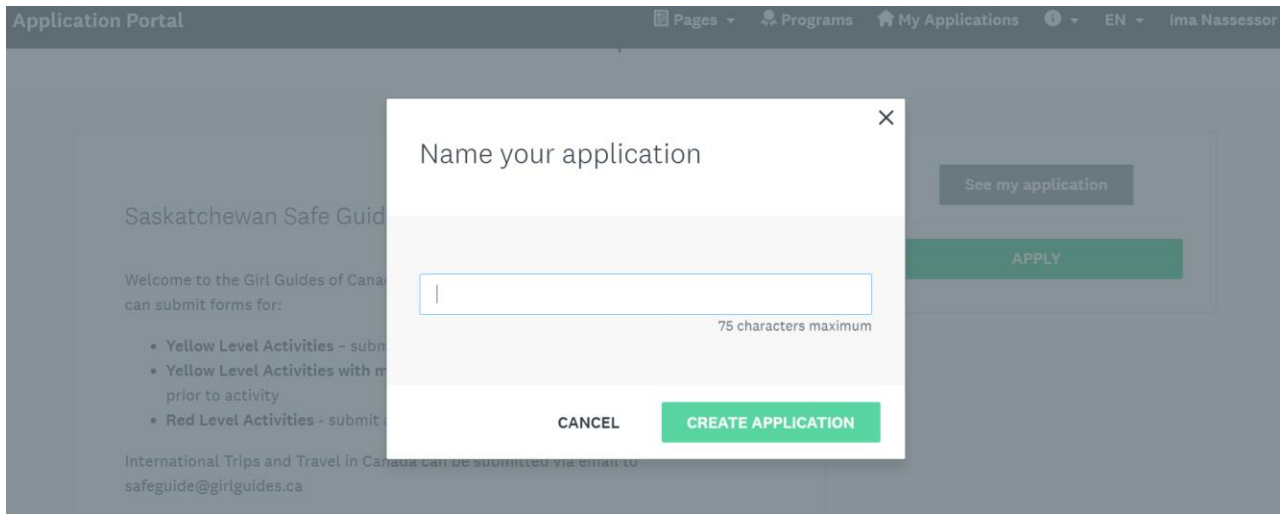 Application Portal Pages Programs My Applications EN Ima Nassessor
Name your application
See my application
Saskatchewan Safe Guid
APPLY
Welcome to the Girl Guides of Cana
can submit forms for:
75 characters maximum
• Yellow Level Activities – subm
• Yellow Level Activities with m
prior to activity
• Red Level Activities - submit a
CANCEL CREATE APPLICATION
International Trips and Travel in Canada can be submitted via email to
safeguide@girlguides.ca